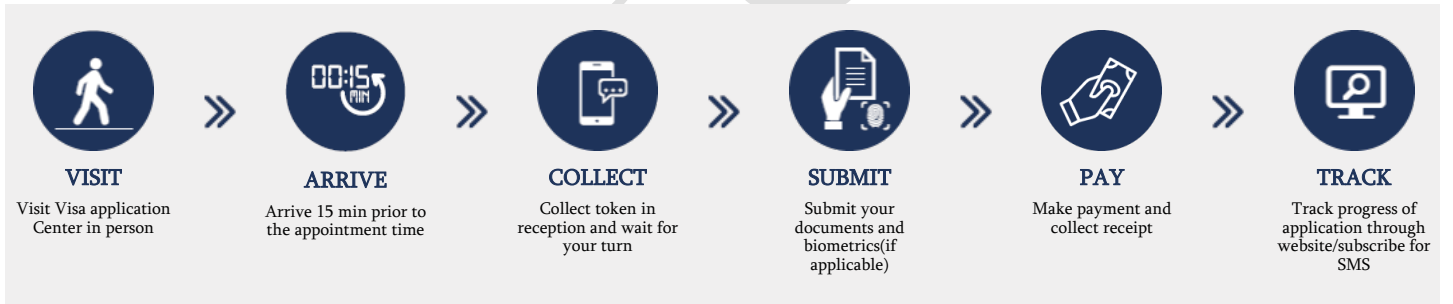 00:15
MIN
VISIT
Visit Visa application
Center in person
ARRIVE
Arrive 15 min prior to
the appointment time
COLLECT
Collect token in
reception and wait for
your turn
SUBMIT
Submit your
documents and
biometrics(if
applicable)
PAY
Make payment and
collect receipt
TRACK
Track progress of
application through
website/subscribe for
SMS